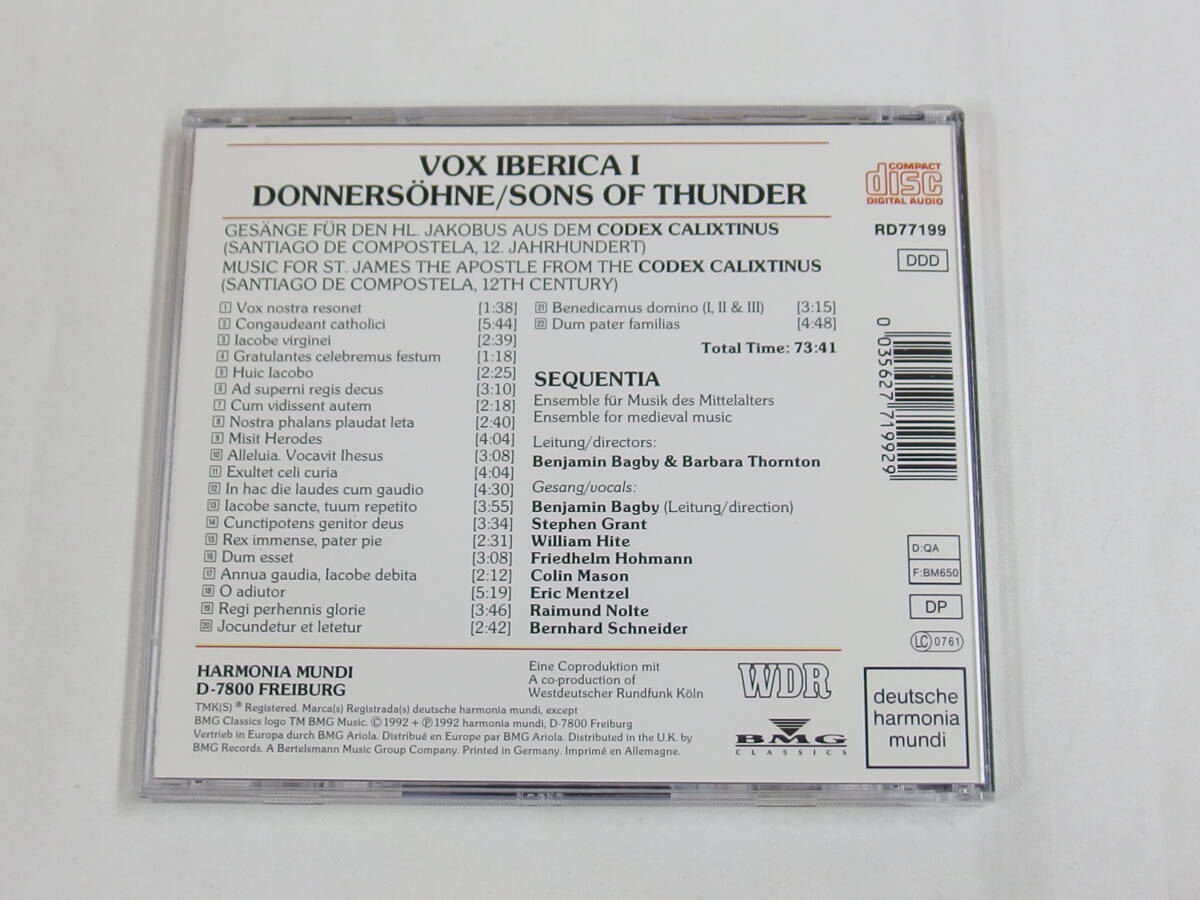 VOX IBERICA I
DONNERSÖHNE/SONS OF THUNDER
GESÄNGE FÜR DEN HL. JAKOBUS AUS DEM CODEX CALIXTINUS
(SANTIAGO DE COMPOSTELA, 12. JAHRHUNDERT)
MUSIC FOR ST. JAMES THE APOSTLE FROM THE CODEX CALIXTINUS
(SANTIAGO DE COMPOSTELA, 12TH CENTURY)
1 Vox nostra resonet [1:38]
2 Congaudeant catholici [5:44]
3 Iacobe virginei [2:39]
4 Gratulantes celebremus festum [1:18]
5 Huic Iacobo [2:25]
6 Ad superni regis decus [3:10]
7 Cum vidissent autem [2:18]
8 Nostra phalans plaudat leta [2:40]
9 Misit Herodes [4:04]
10 Alleluia. Vocavit Ihesus [3:08]
11 Exultet celi curia [4:04]
12 In hac die laudes cum gaudio [4:30]
13 Iacobe sancte, tuum repetito [3:55]
14 Cunctipotens genitor deus [3:34]
15 Rex immense, pater pie [2:31]
16 Dum esset [3:08]
17 Annua gaudia, Iacobe debita [2:12]
18 O adiutor [5:19]
19 Regi perhennis glorie [3:46]
20 Jocundetur et letetur [2:42]
21 Benedicamus domino (I, II & III) [3:15]
22 Dum pater familias [4:48]
Total Time: 73:41
SEQUENTIA
Ensemble für Musik des Mittelalters
Ensemble for medieval music
Leitung/directors:
Benjamin Bagby & Barbara Thornton
Gesang/vocals:
Benjamin Bagby (Leitung/direction)
Stephen Grant
William Hite
Friedhelm Hohmann
Colin Mason
Eric Mentzel
Raimund Nolte
Bernhard Schneider
COMPACT
disc
DIGITAL AUDIO
RD77199
DDD
0 035627 719929
D:QA
F:BM650
DP
LC 0761
HARMONIA MUNDI
D-7800 FREIBURG
Eine Coproduktion mit
A co-production of
Westdeutscher Rundfunk Köln
WDR
TMK(S) ® Registered. Marca(s) Registrada(s) deutsche harmonia mundi, except
BMG Classics logo TM BMG Music. © 1992 + ℗ 1992 harmonia mundi, D-7800 Freiburg
Vertrieb in Europa durch BMG Ariola. Distribué en Europe par BMG Ariola. Distributed in the U.K. by
BMG Records. A Bertelsmann Music Group Company. Printed in Germany. Imprimé en Allemagne.
BMG
CLASSICS
deutsche
harmonia
mundi